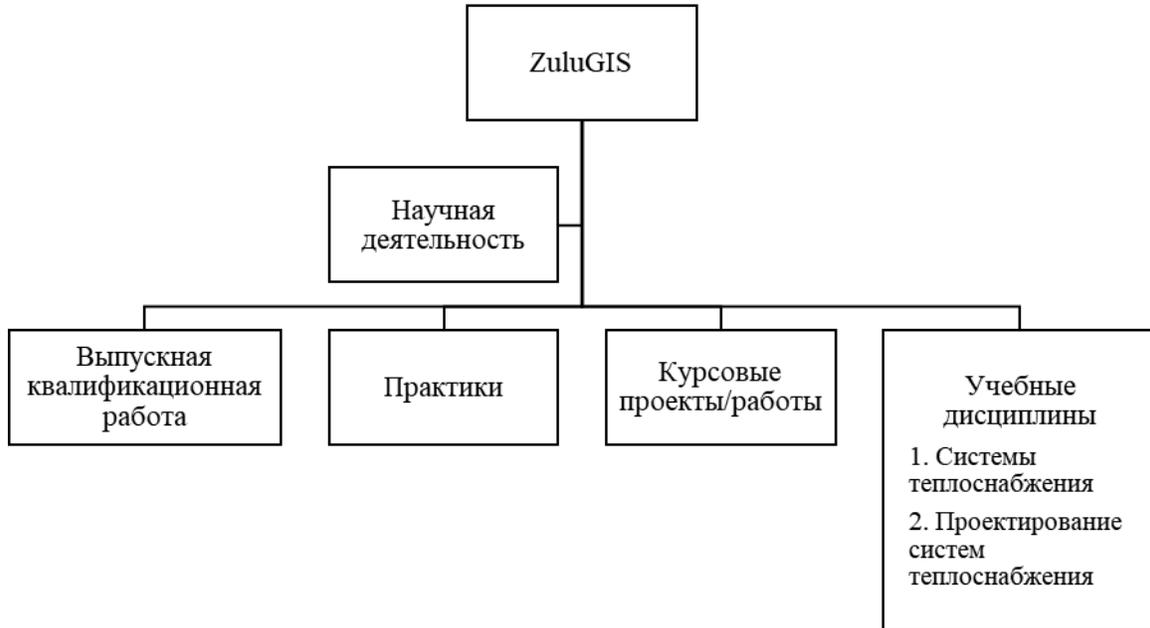 ZuluGIS
Научная
деятельность
Выпускная
квалификационная
работа
Практики
Курсовые
проекты/работы
Учебные
дисциплины
1. Системы
теплоснабжения
2. Проектирование
систем
теплоснабжения